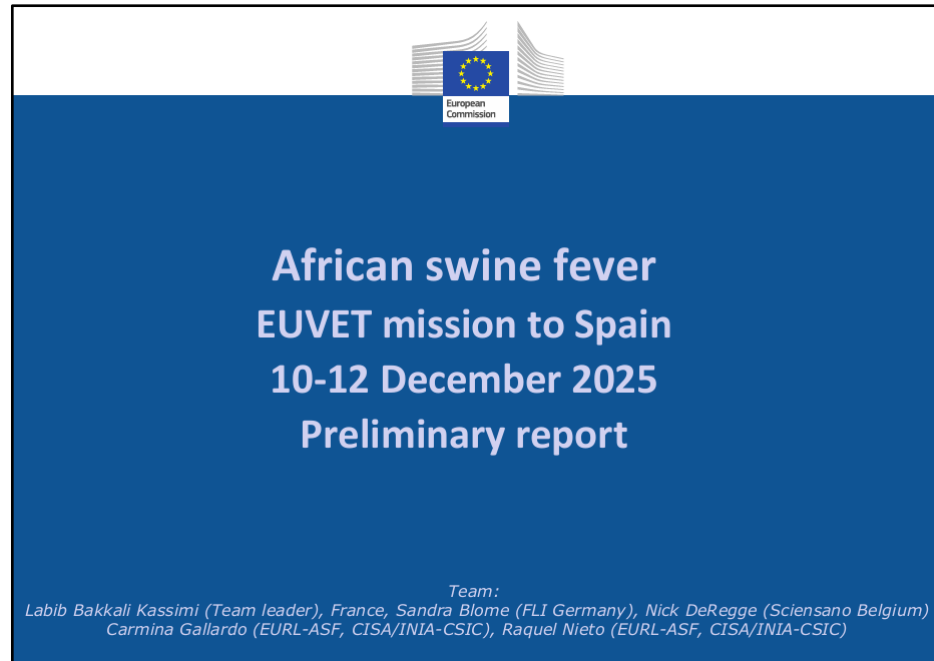 European
Commission
African swine fever
EUVET mission to Spain
10-12 December 2025
Preliminary report
Team:
Labib Bakkali Kassimi (Team leader), France, Sandra Blome (FLI Germany), Nick DeRegge (Sciensano Belgium)
Carmina Gallardo (EURL-ASF, CISA/INIA-CSIC), Raquel Nieto (EURL-ASF, CISA/INIA-CSIC)